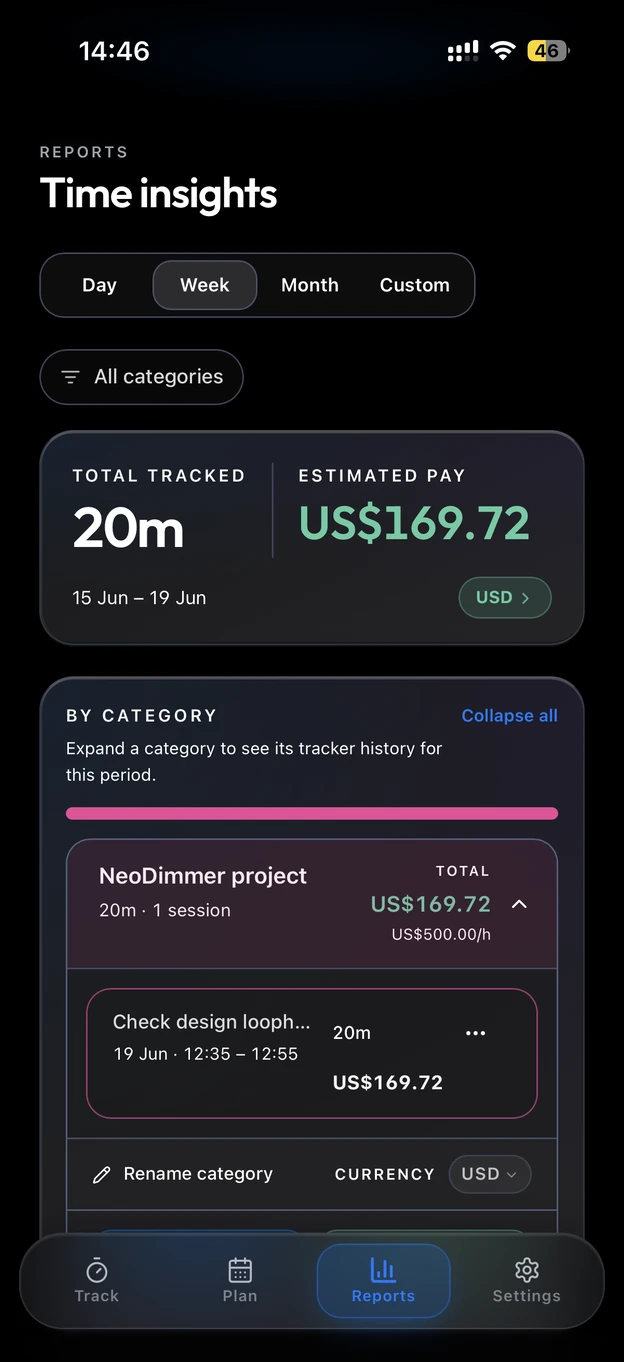 14:46
46
REPORTS
Time insights
Day Week Month Custom
All categories
TOTAL TRACKED
20m
ESTIMATED PAY
US$169.72
15 Jun – 19 Jun
USD
BY CATEGORY
Collapse all
Expand a category to see its tracker history for
this period.
NeoDimmer project
20m · 1 session
TOTAL
US$169.72
US$500.00/h
Check design looph...
19 Jun · 12:35 – 12:55
20m
US$169.72
Rename category
CURRENCY
USD
Track Plan Reports Settings